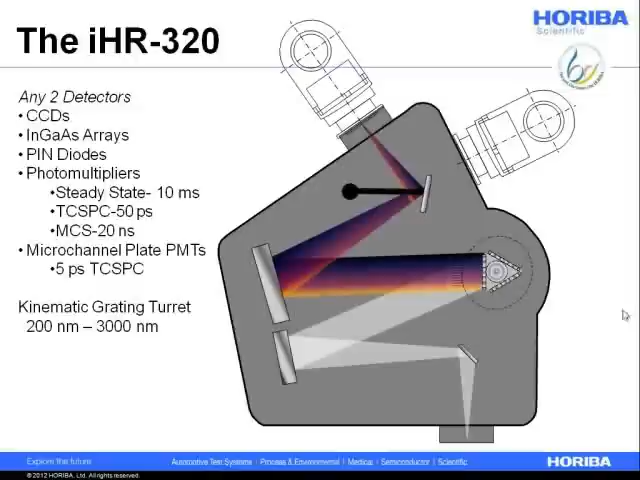 The iHR-320
HORIBA
Scientific
Any 2 Detectors
• CCDs
• InGaAs Arrays
• PIN Diodes
• Photomultipliers
• Steady State- 10 ms
• TCSPC-50 ps
• MCS-20 ns
• Microchannel Plate PMTs
• 5 ps TCSPC
Kinematic Grating Turret
200 nm – 3000 nm
Explore the future
Automotive Test Systems | Process & Environmental | Medical | Semiconductor | Scientific
HORIBA
© 2012 HORIBA, Ltd. All rights reserved.